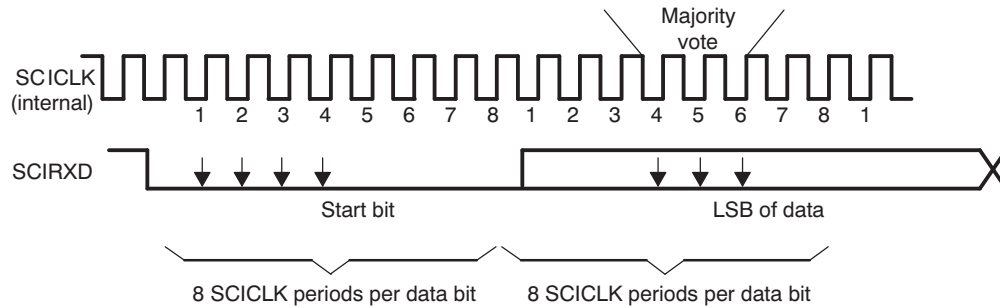 Majority
vote
SCICLK
(internal)
1 2 3 4 5 6 7 8 1 2 3 4 5 6 7 8 1
SCIRXD
Start bit LSB of data
8 SCICLK periods per data bit 8 SCICLK periods per data bit